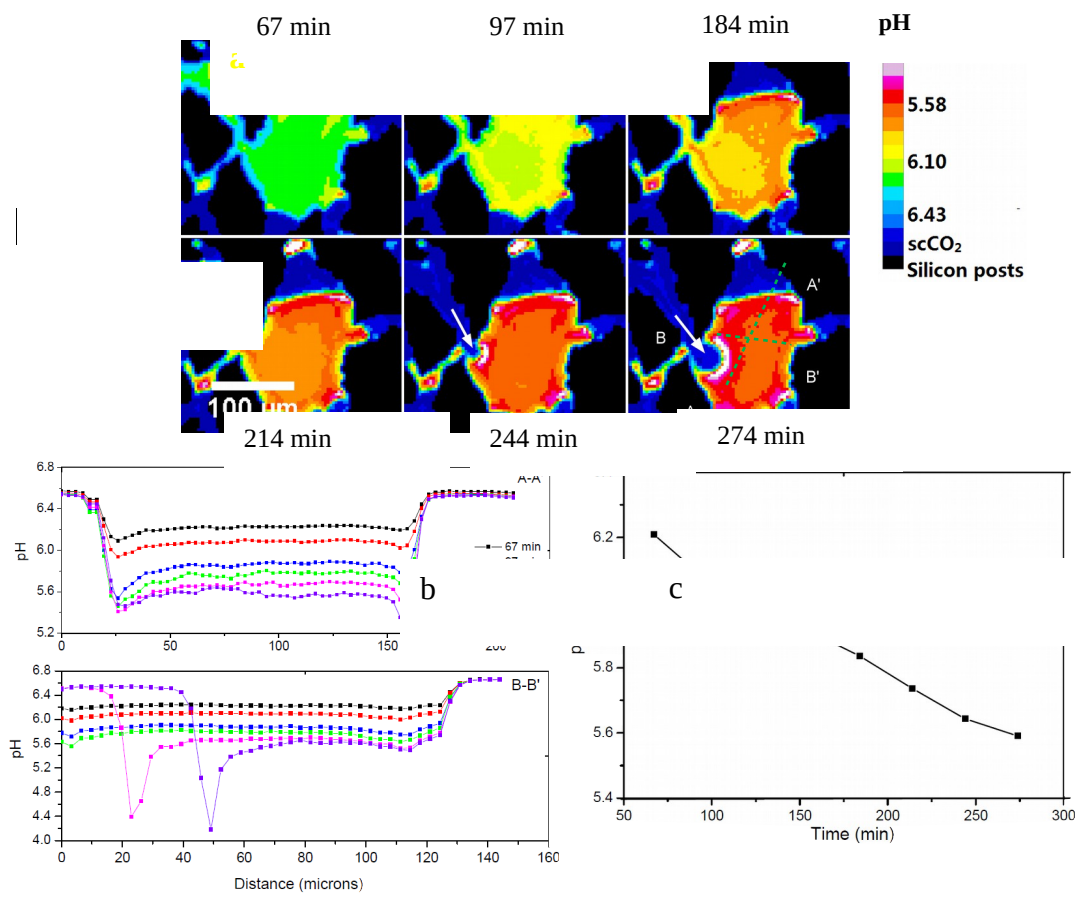 67 min
97 min
184 min
pH
a
5.58
6.10
6.43
scCO₂
Silicon posts
A'
B
B'
100 µm
214 min
244 min
274 min
6.8
6.4
6.0
5.6
5.2
pH
A-A
67 min
0
50
100
150
200
b
c
6.2
5.8
5.4
50
100
150
200
250
300
Time (min)
6.8
6.4
6.0
5.6
5.2
4.8
4.4
4.0
pH
B-B'
0
20
40
60
80
100
120
140
160
Distance (microns)